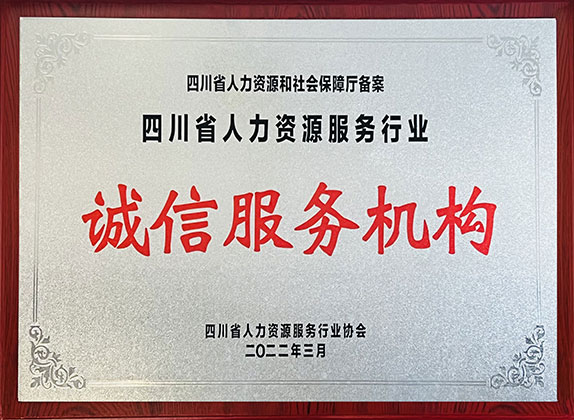 四川省人力资源和社会保障厅备案
四川省人力资源服务行业
诚信服务机构
四川省人力资源服务行业协会
二〇二二年三月